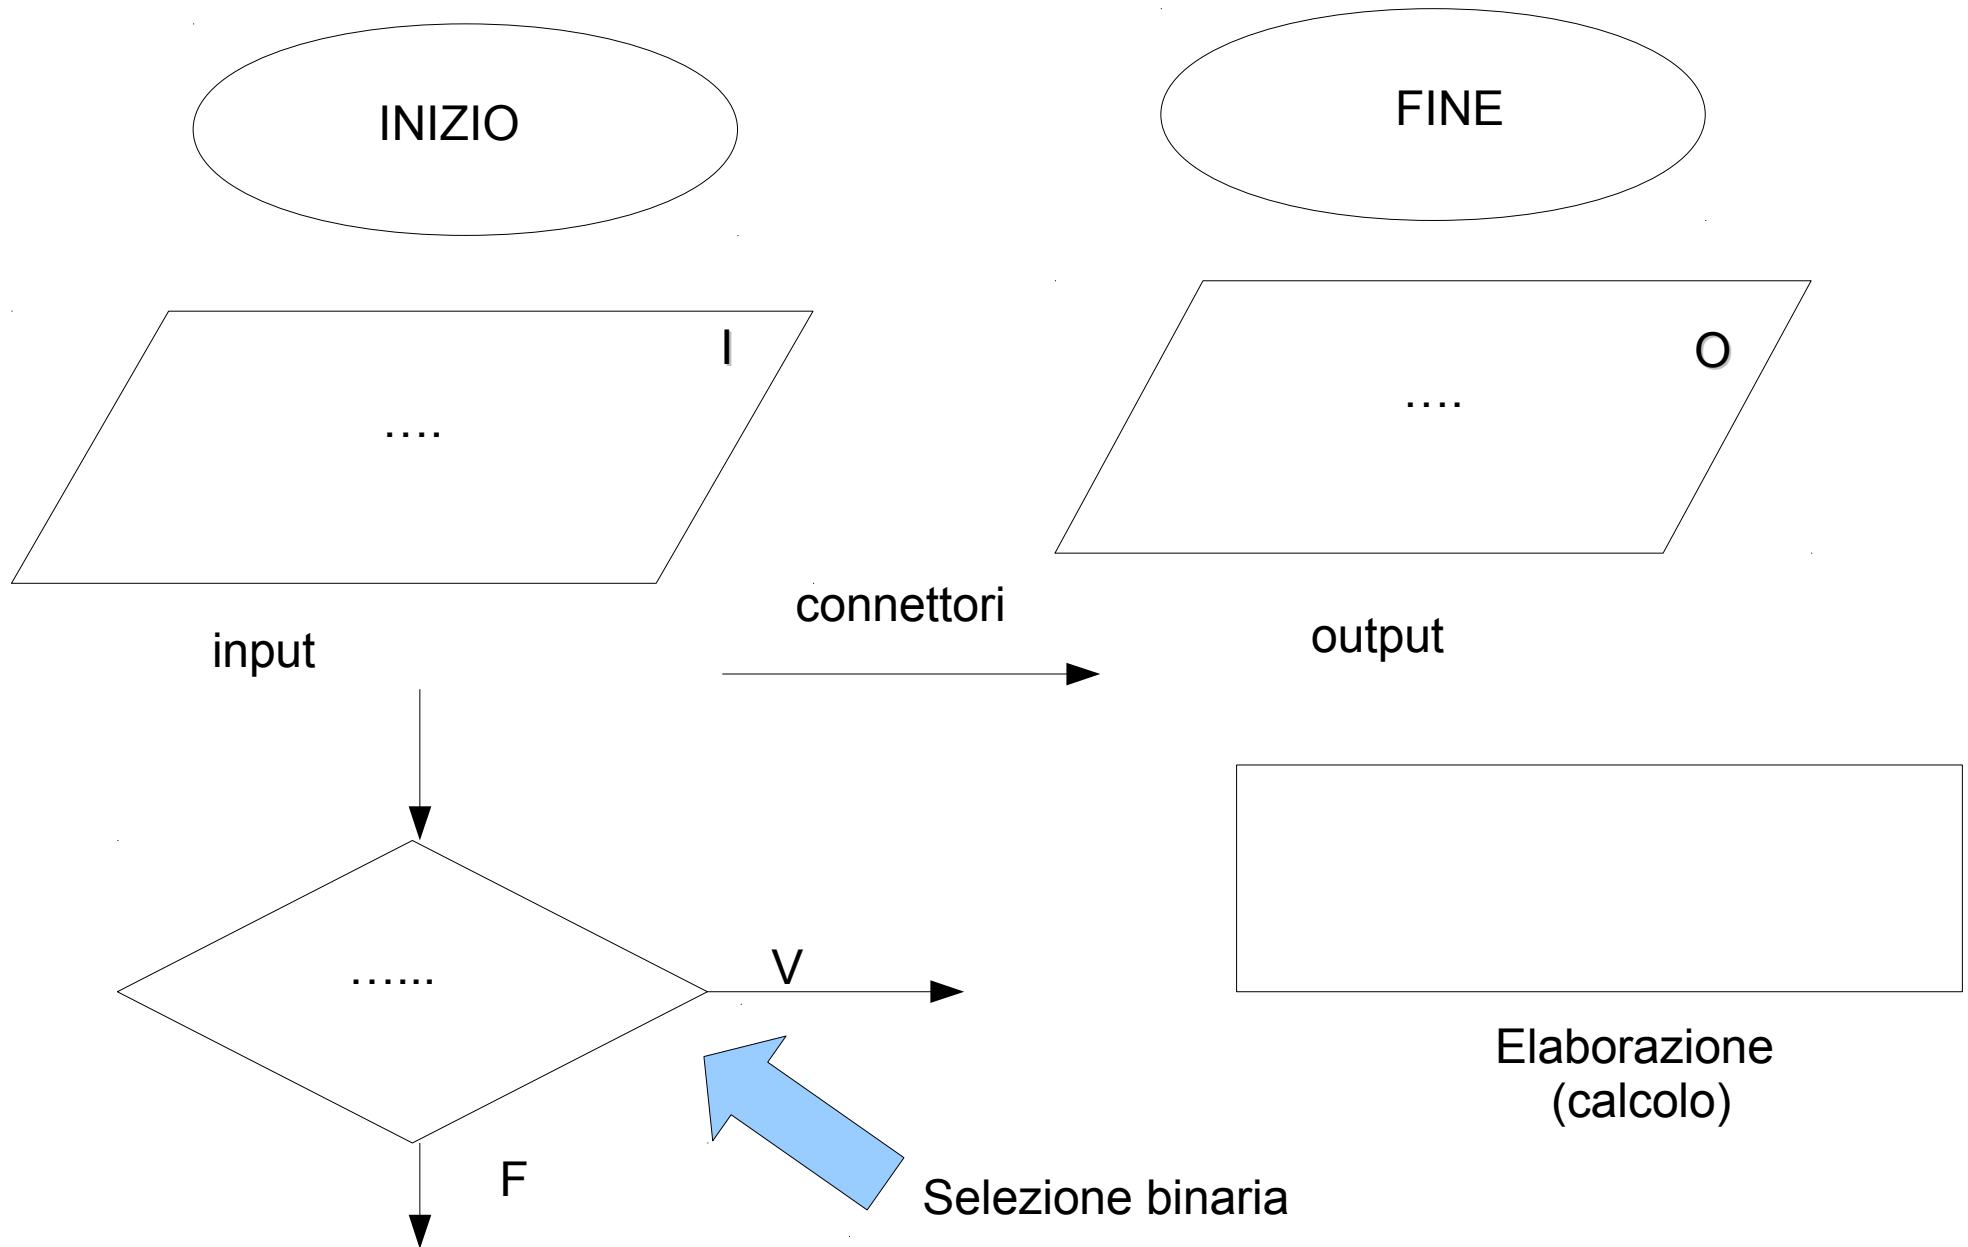 INIZIO
FINE
I
O
....
....
connettori
input
output
V
......
Elaborazione
(calcolo)
F
Selezione binaria